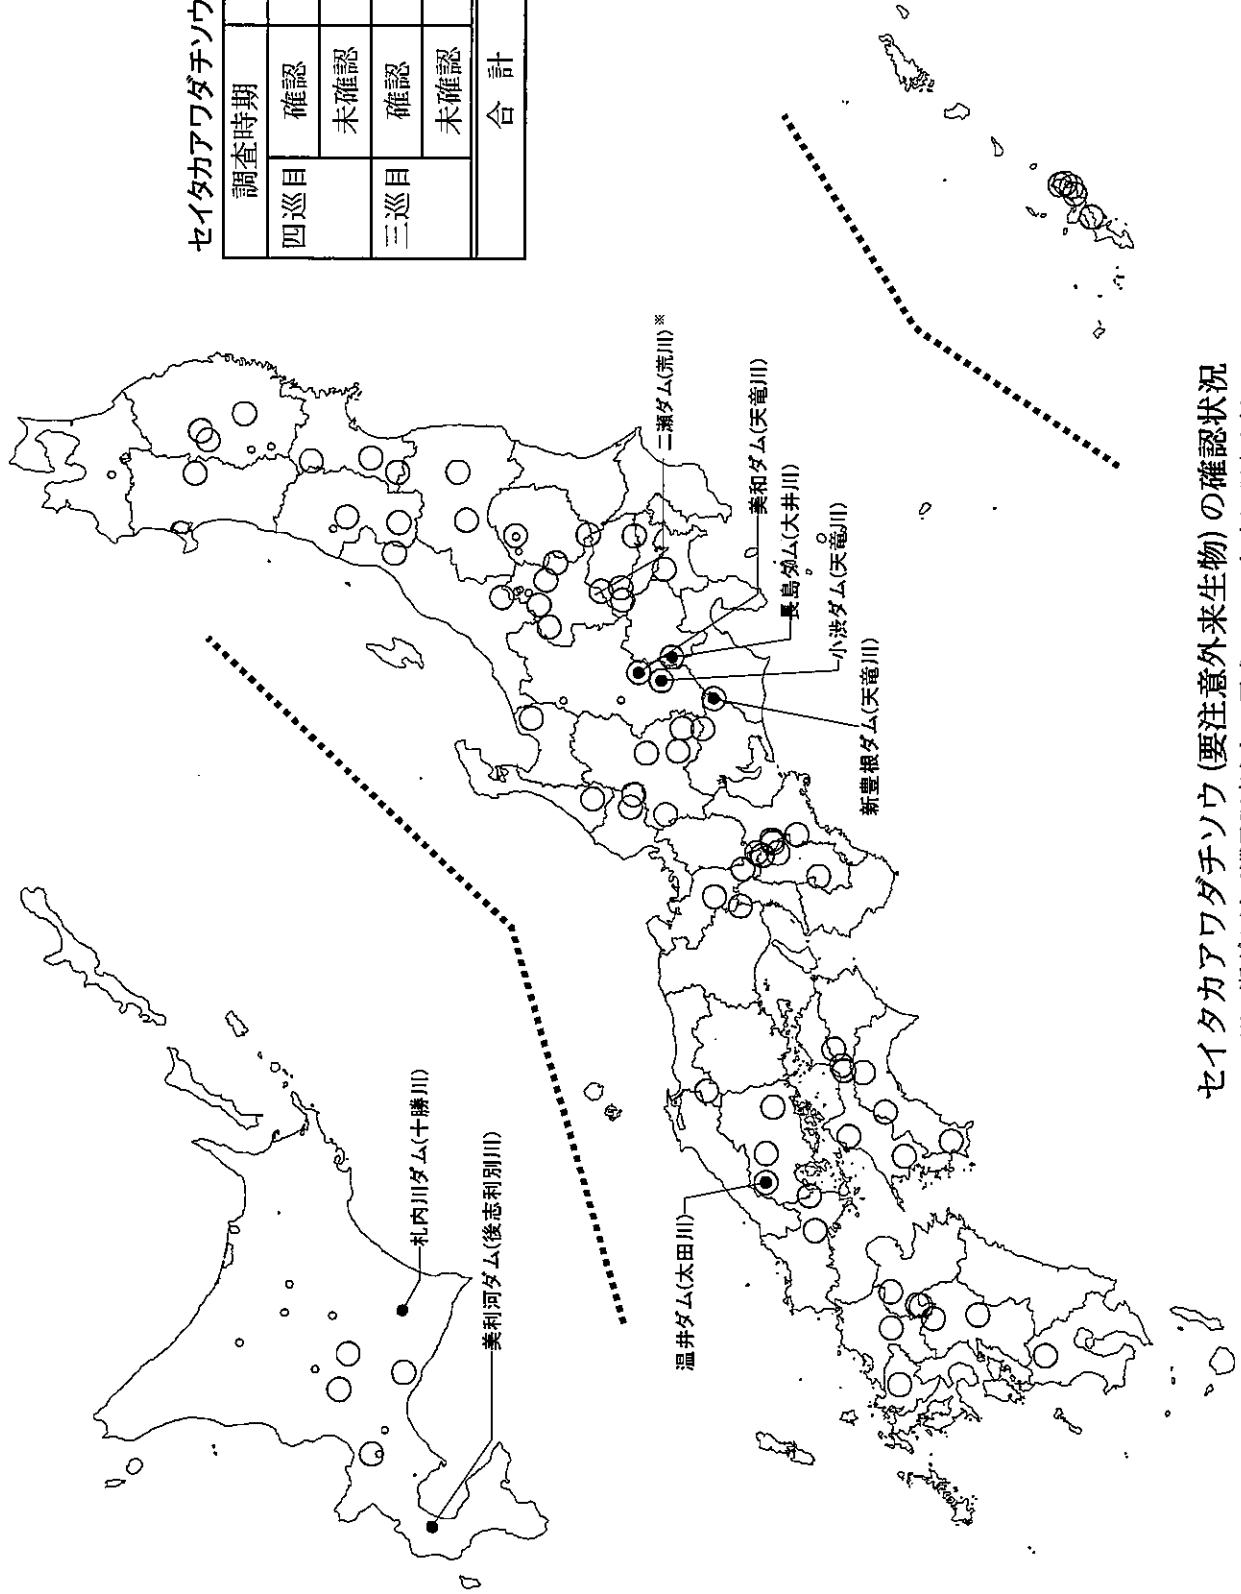 セイタカアワダチソウ
調査時期
四巡目
確認
未確認
三巡目
確認
未確認
合 計
二瀬ダム(荒川)※
美和ダム(天竜川)
長島ダム(大井川)
小渋ダム(天竜川)
新豊根ダム(天竜川)
札内川ダム(十勝川)
美利河ダム(後志利別川)
温井ダム(太田川)
セイタカアワダチソウ (要注意外来生物) の確認状況